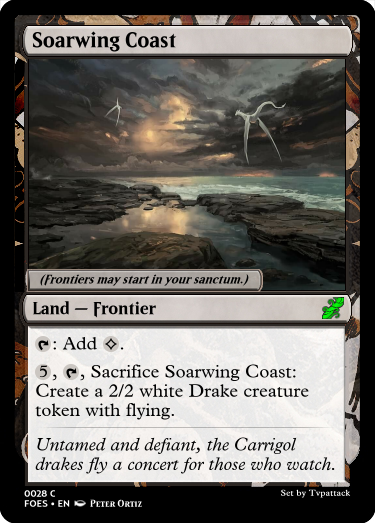 Soarwing Coast
(Frontiers may start in your sanctum.)
Land — Frontier
: Add .
5, , Sacrifice Soarwing Coast:
Create a 2/2 white Drake creature
token with flying.
Untamed and defiant, the Carrigol
drakes fly a concert for those who watch.
0028 C
Set by Tvpattack
FOES • EN Peter Ortiz